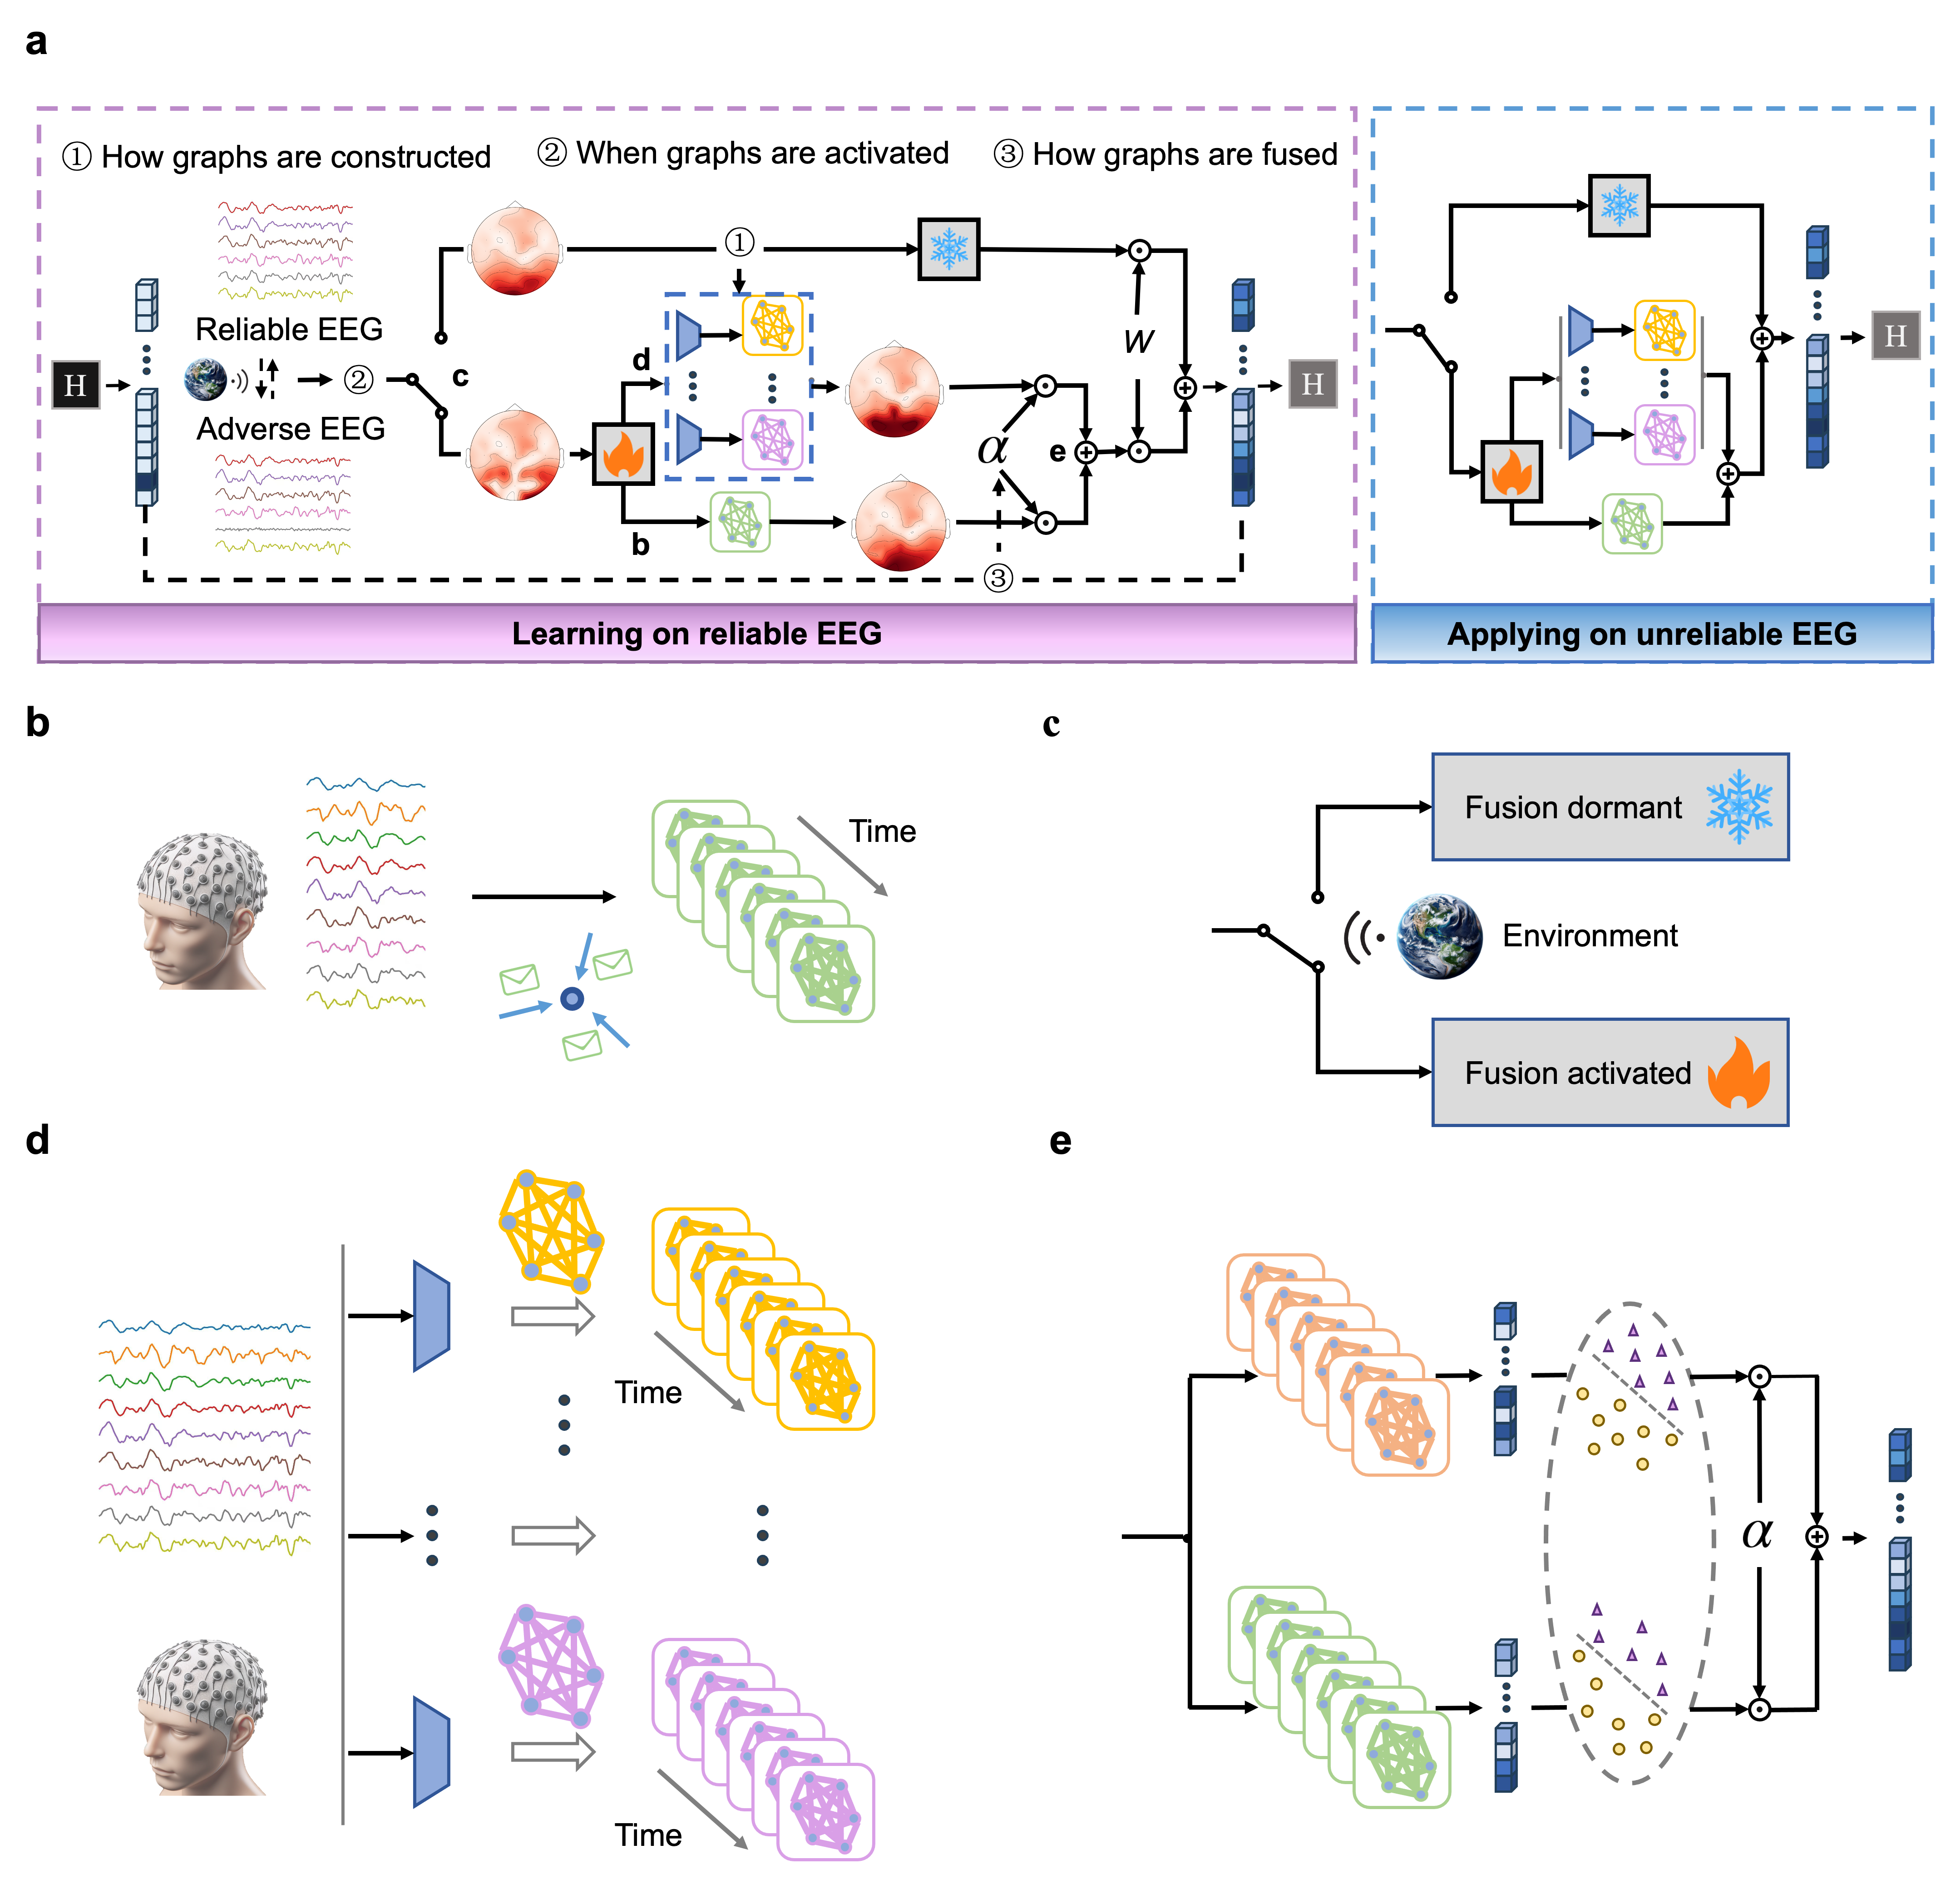 a
① How graphs are constructed
② When graphs are activated
③ How graphs are fused
①
Reliable EEG
H
②
c
Adverse EEG
d
b
α
e
W
③
H
H
Learning on reliable EEG
Applying on unreliable EEG
b
Time
c
Fusion dormant
Environment
Fusion activated
d
Time
Time
e
α